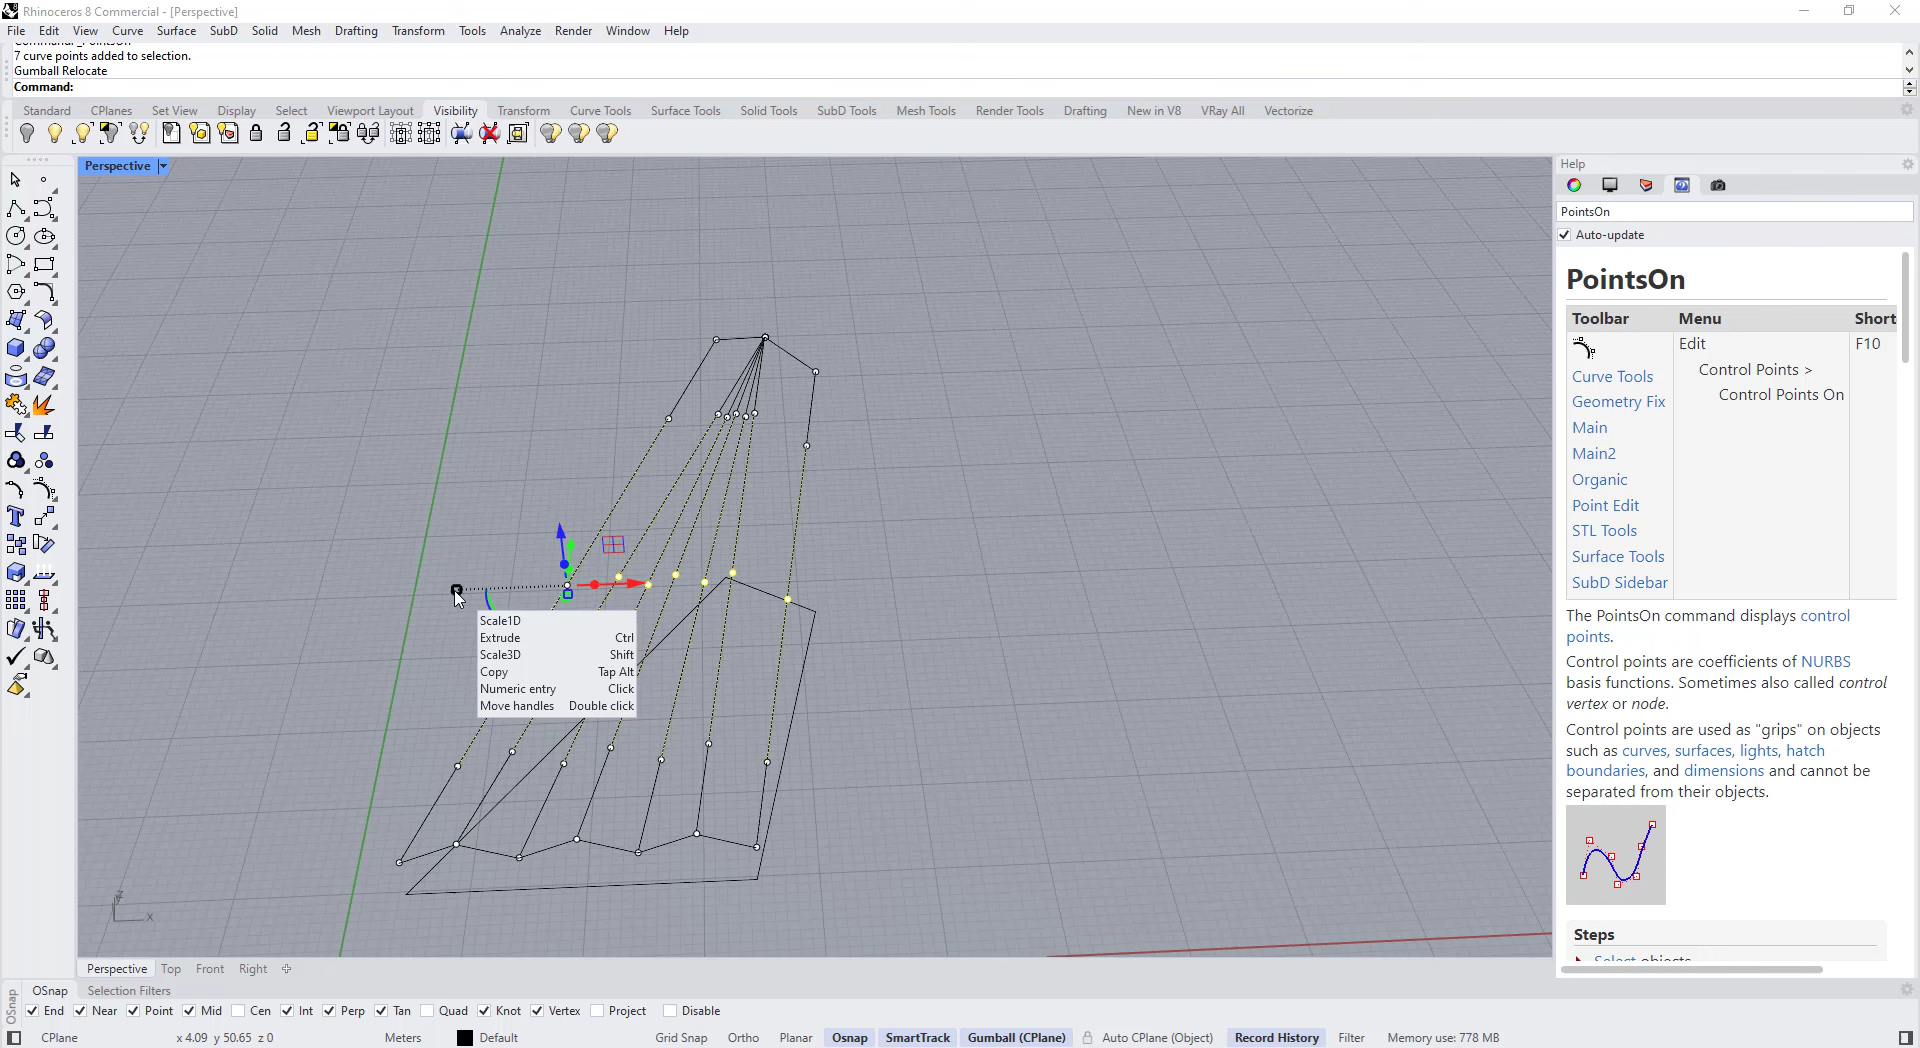 Rhinoceros 8 Commercial - [Perspective]
File Edit View Curve Surface SubD Solid Mesh Drafting Transform Tools Analyze Render Window Help
7 curve points added to selection.
Gumball Relocate
Command:
Standard CPlanes Set View Display Select Viewport Layout Visibility Transform Curve Tools Surface Tools Solid Tools SubD Tools Mesh Tools Render Tools Drafting New in V8 VRay All Vectorize
Perspective
Help
PointsOn
Auto-update
PointsOn
Toolbar Menu Short
Edit F10
Control Points >
Control Points On
Curve Tools
Geometry Fix
Main
Main2
Organic
Point Edit
STL Tools
Surface Tools
SubD Sidebar
The PointsOn command displays control
points.
Control points are coefficients of NURBS
basis functions. Sometimes also called control
vertex or node.
Control points are used as "grips" on objects
such as curves, surfaces, lights, hatch
boundaries, and dimensions and cannot be
separated from their objects.
Steps
Scale1D
Extrude Ctrl
Scale3D Shift
Copy Tap Alt
Numeric entry Click
Move handles Double click
z
x
Perspective Top Front Right
OSnap Selection Filters
OSnap
End Near Point Mid Cen Int Perp Tan Quad Knot Vertex Project Disable
CPlane x 4.09 y 50.65 z 0 Meters Default Grid Snap Ortho Planar Osnap SmartTrack Gumball (CPlane) Auto CPlane (Object) Record History Filter Memory use: 778 MB